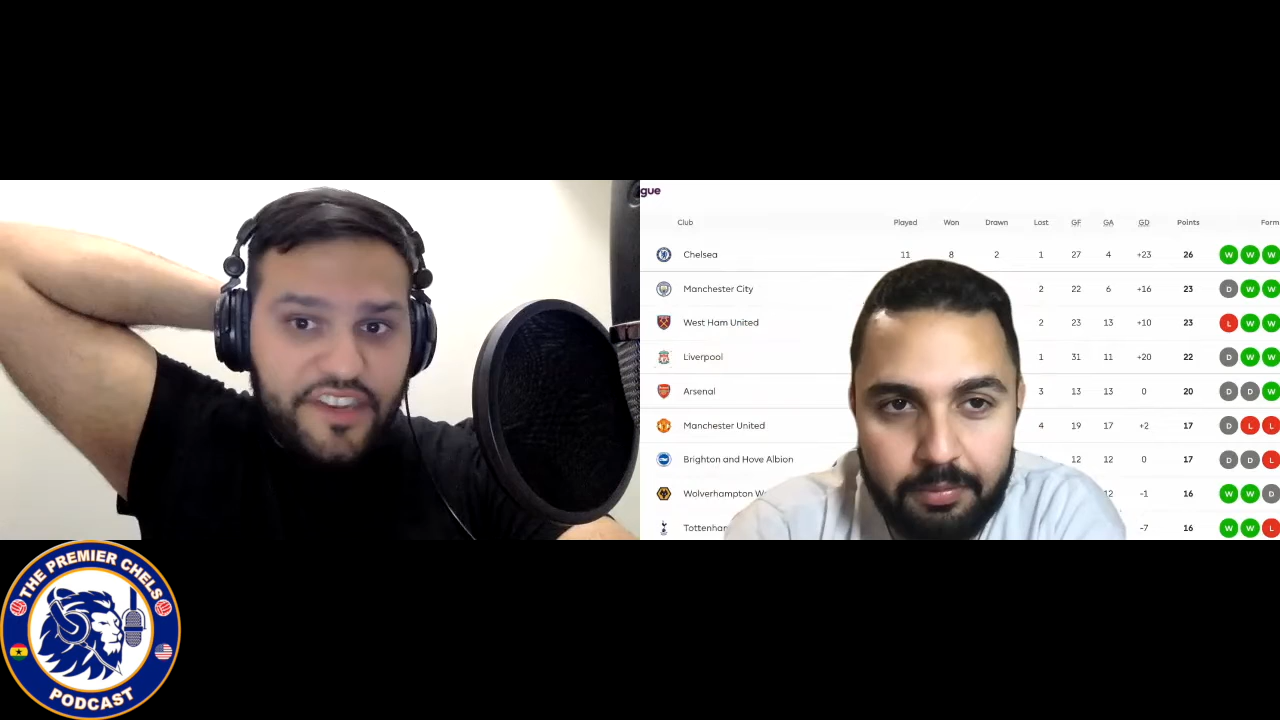 gue
Club Played Won Drawn Lost GF GA GD Points Form
Chelsea 11 8 2 1 27 4 +23 26 W W W
Manchester City 2 22 6 +16 23 D W W
West Ham United 2 23 13 +10 23 L W W
Liverpool 1 31 11 +20 22 D W W
Arsenal 3 13 13 0 20 D D W
Manchester United 4 19 17 +2 17 D L L
Brighton and Hove Albion 12 12 0 17 D D L
Wolverhampton 12 -1 16 W W D
Tottenham -7 16 W W L
THE PREMIER CHELS
PODCAST